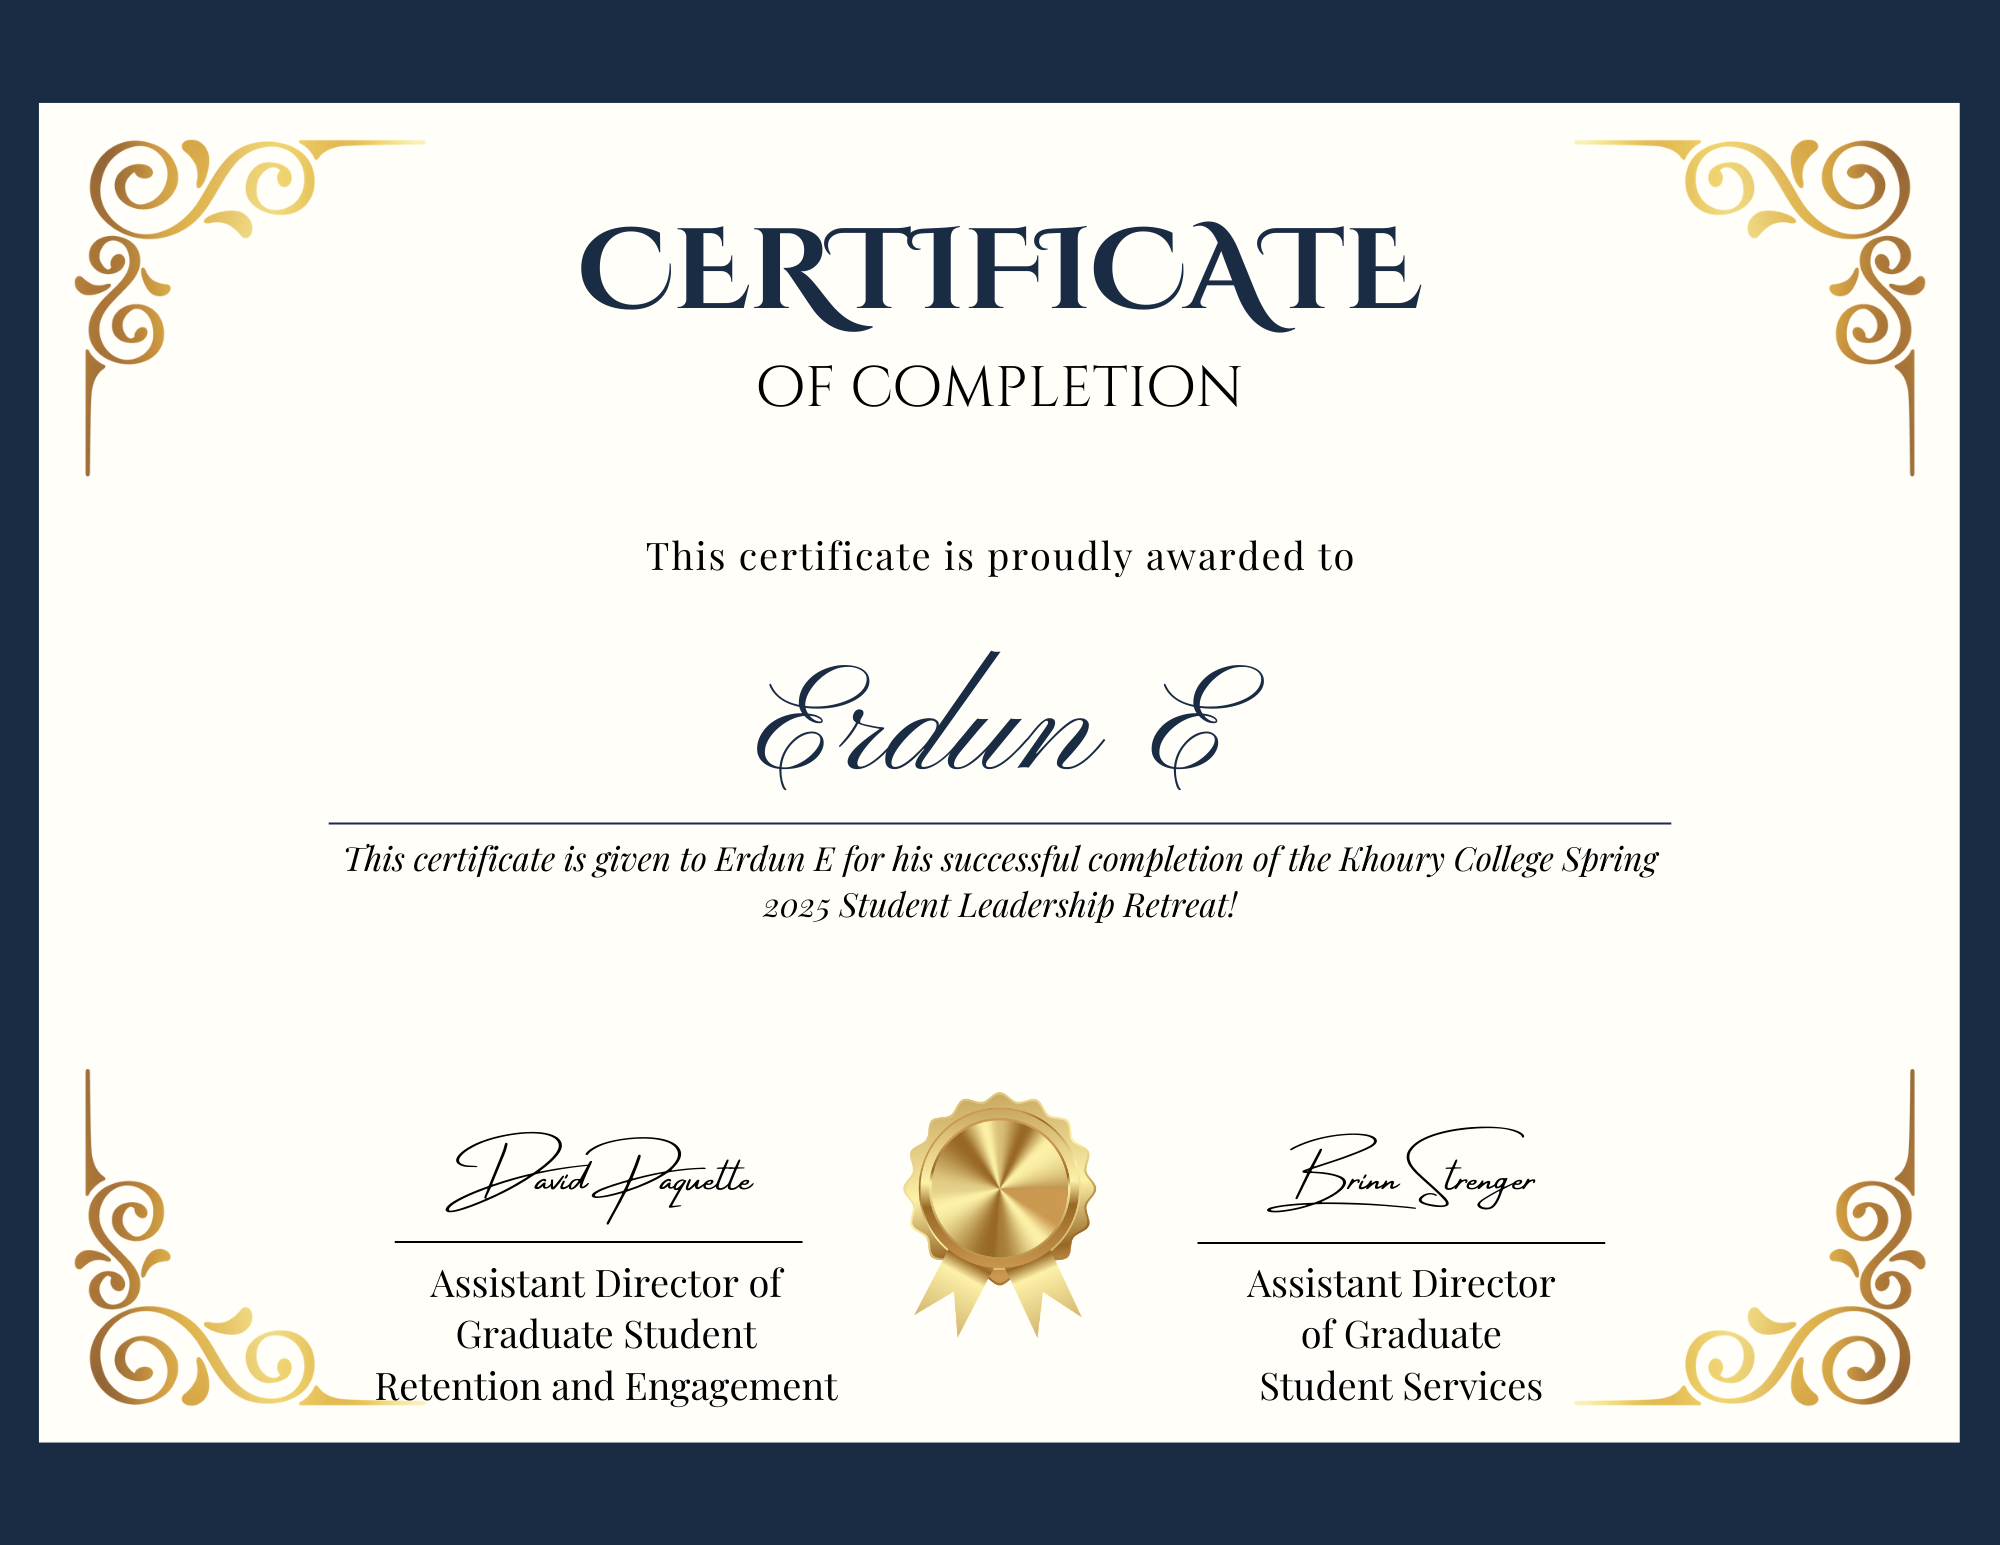 CERTIFICATE
OF COMPLETION
This certificate is proudly awarded to
Erdun E
This certificate is given to Erdun E for his successful completion of the Khoury College Spring
2025 Student Leadership Retreat!
David Paquette
Assistant Director of
Graduate Student
Retention and Engagement
Brinn Strenger
Assistant Director
of Graduate
Student Services